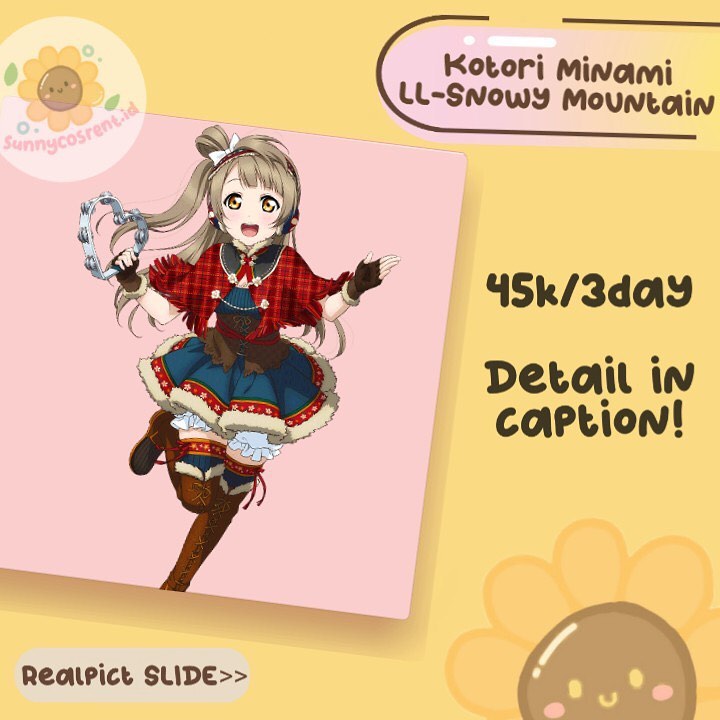 sunnycosrent.id
Kotori Minami
LL-Snowy Mountain
45k/3day
Detail in
caption!
RealPict SLIDE>>